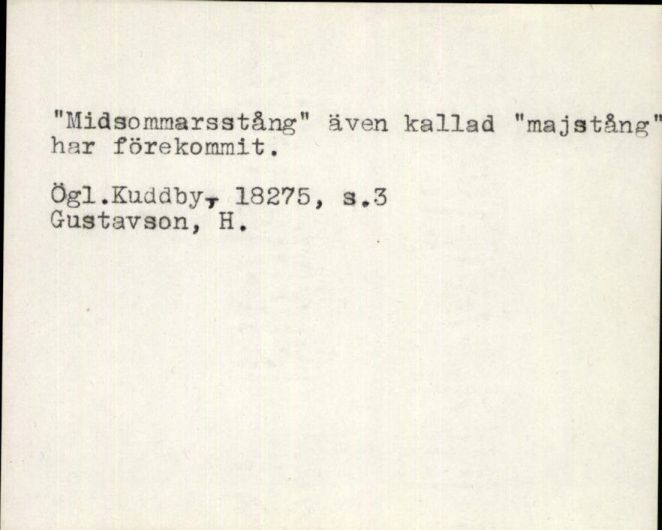 "Midsommarsstång" även kallad "majstång"
har förekommit.
Ögl.Kuddby, 18275, s.3
Gustavson, H.